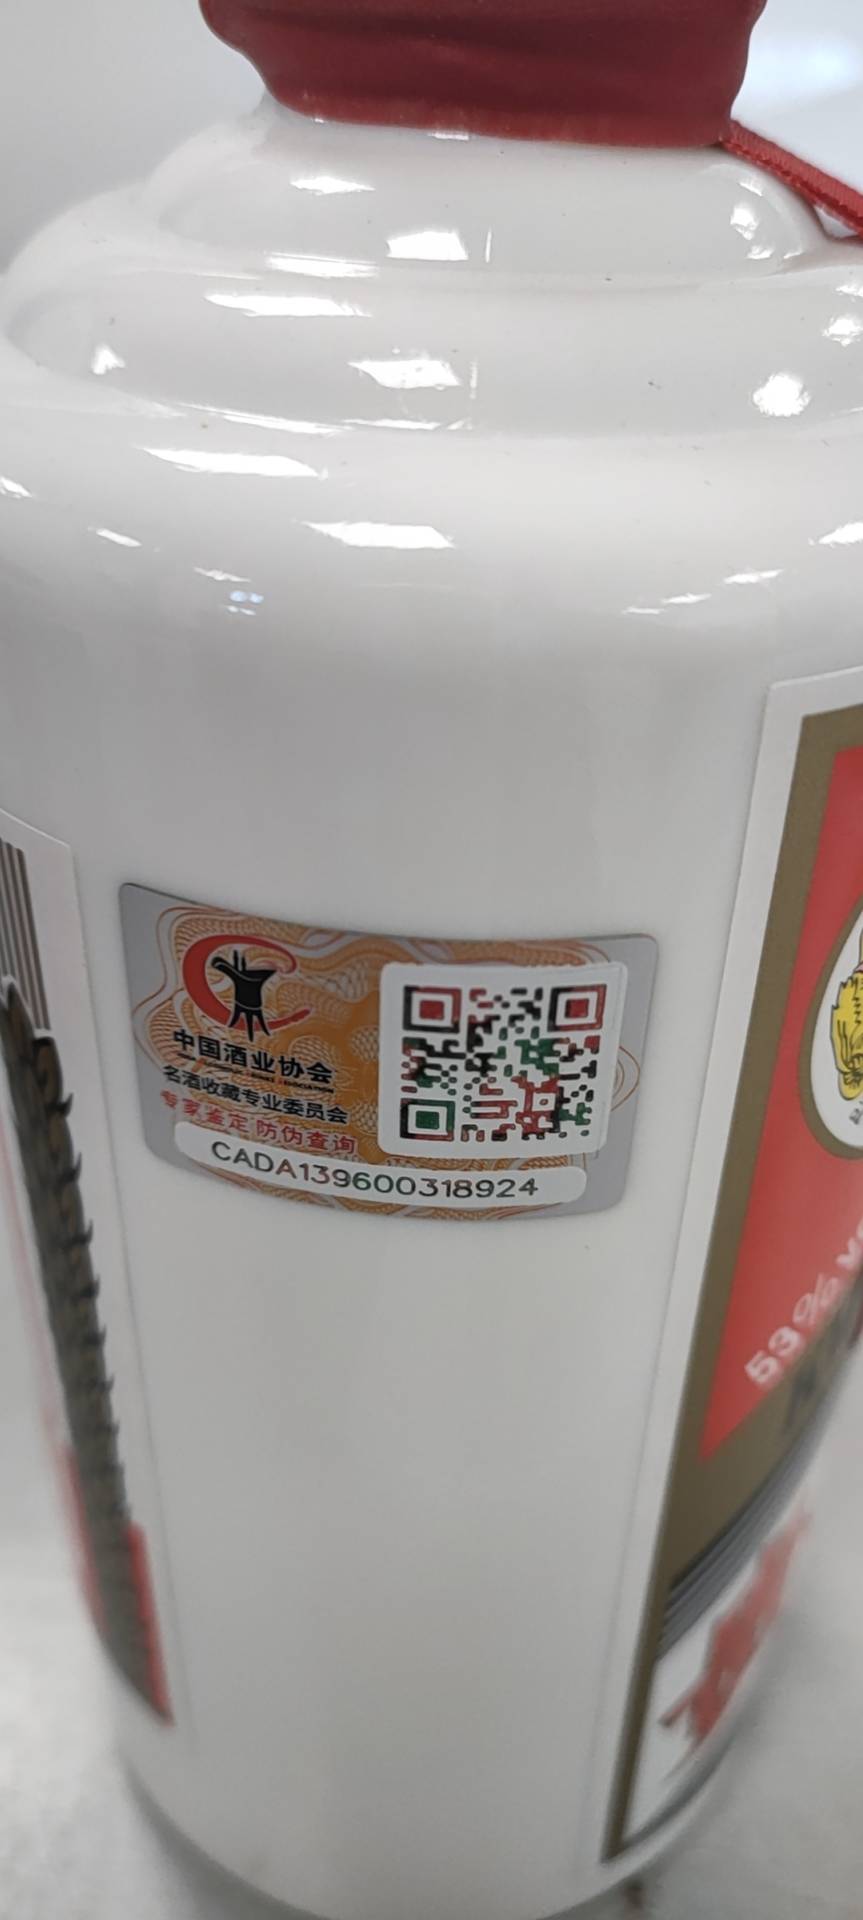 中国酒业协会
名酒收藏专业委员会
专家鉴定 防伪查询
CADA139600318924
53%